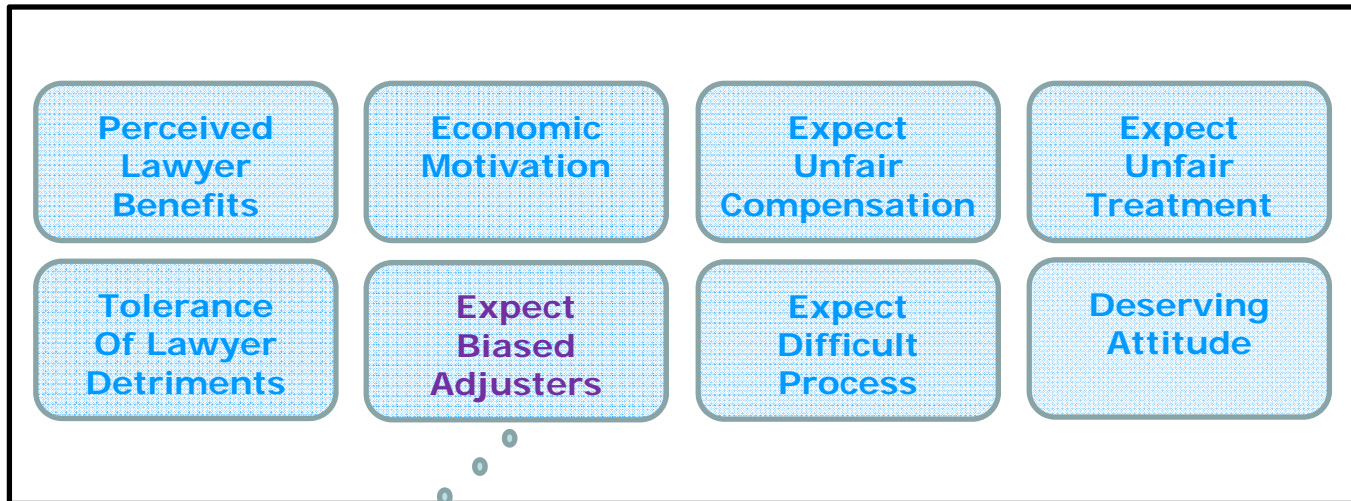 Perceived
Lawyer
Benefits
Economic
Motivation
Expect
Unfair
Compensation
Expect
Unfair
Treatment
Tolerance
Of Lawyer
Detriments
Expect
Biased
Adjusters
Expect
Difficult
Process
Deserving
Attitude